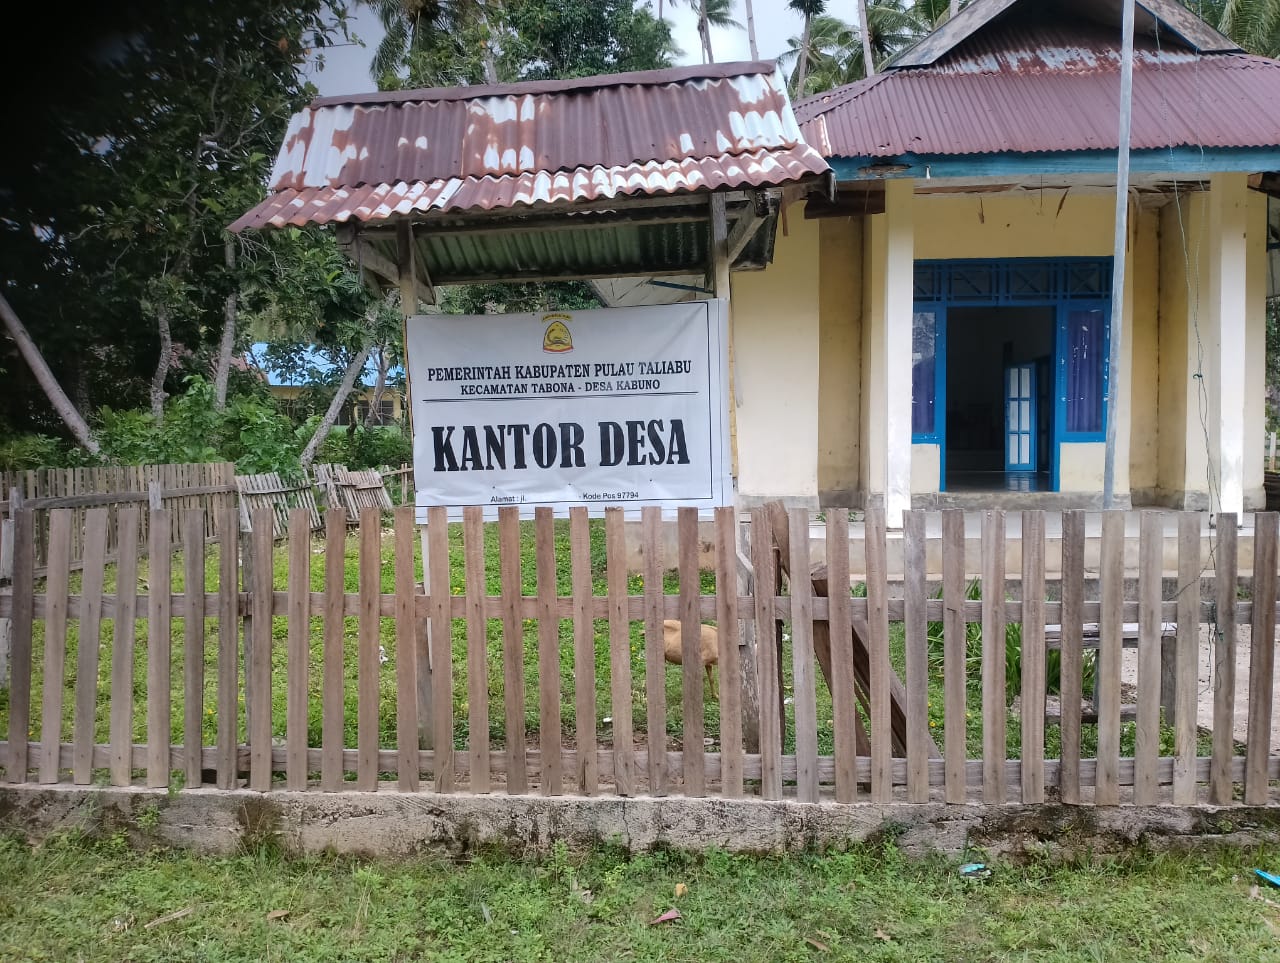 PEMERINTAH KABUPATEN PULAU TALIABU
KECAMATAN TABONA - DESA KABUNO
KANTOR DESA
Alamat : jl. Kode Pos 97794